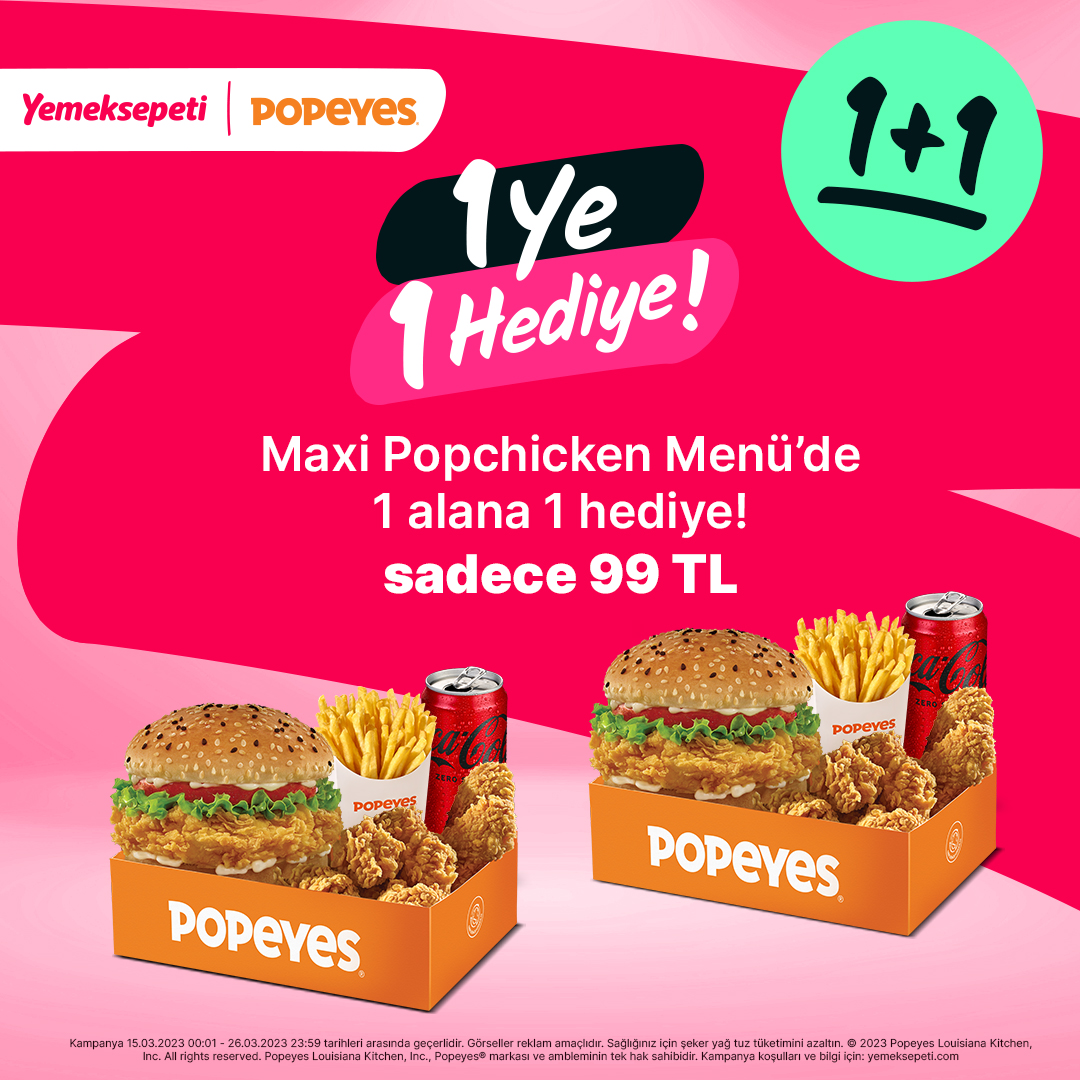 Yemeksepeti | POPEYES
1+1
1 Ye
1 Hediye!
Maxi Popchicken Menü'de
1 alana 1 hediye!
sadece 99 TL
POPEYES
ZERO
POPEYES
POPEYES
ZERO
POPEYES
Kampanya 15.03.2023 00:01 - 26.03.2023 23:59 tarihleri arasında geçerlidir. Görseller reklam amaçlıdır. Sağlığınız için şeker yağ tuz tüketimini azaltın. © 2023 Popeyes Louisiana Kitchen,
Inc. All rights reserved. Popeyes Louisiana Kitchen, Inc., Popeyes® markası ve ambleminin tek hak sahibidir. Kampanya koşulları ve bilgi için: yemeksepeti.com